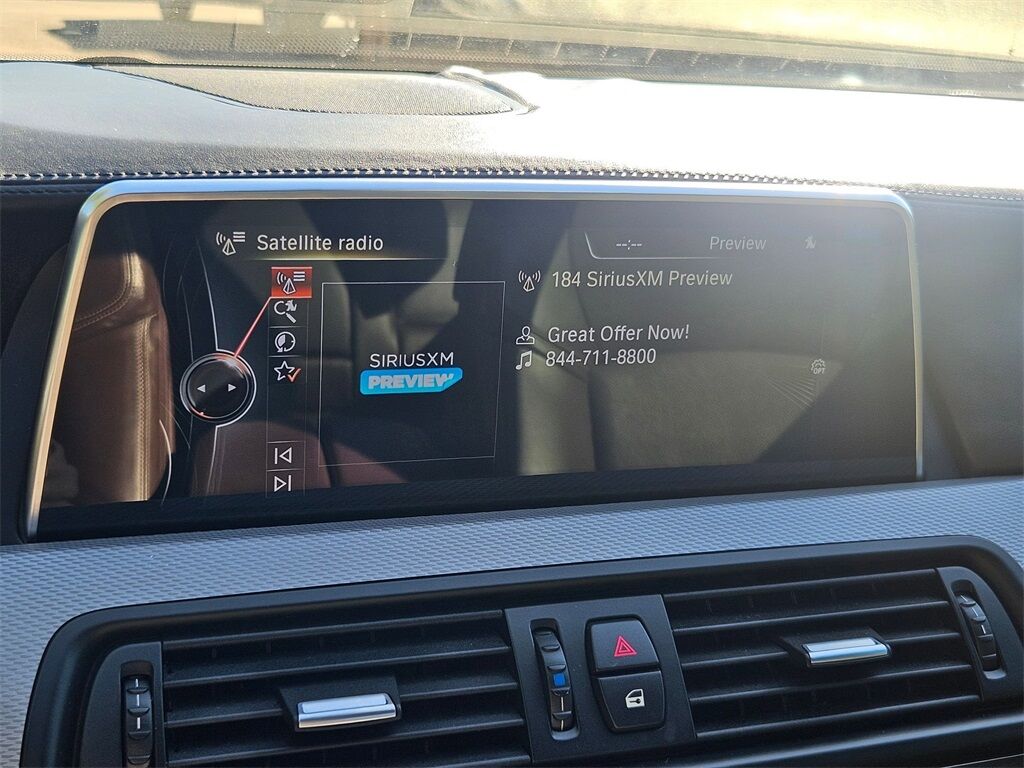 Satellite radio
--:--
Preview
184 SiriusXM Preview
SIRIUSXM
PREVIEW
Great Offer Now!
844-711-8800
OPT